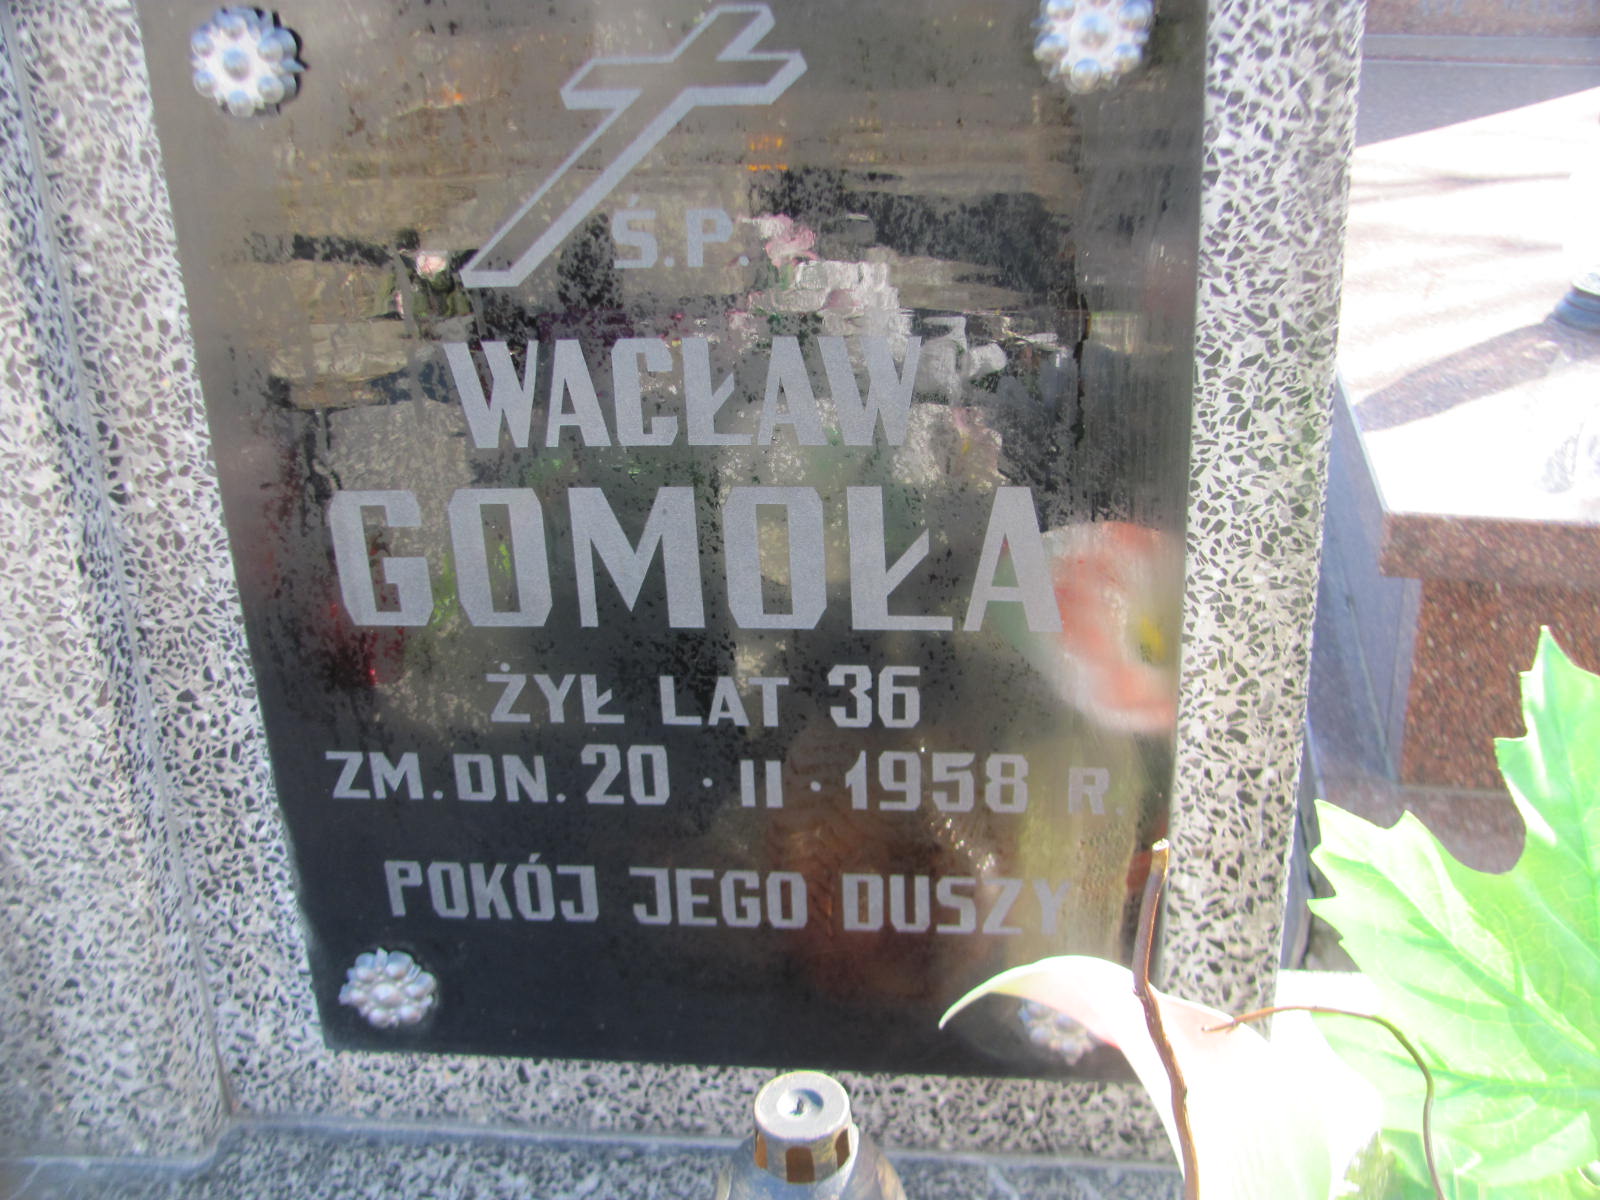 Ś.P.
WACŁAW
GOMOŁA
ŻYŁ LAT 36
ZM. DN. 20 · II · 1958 R.
POKÓJ JEGO DUSZY